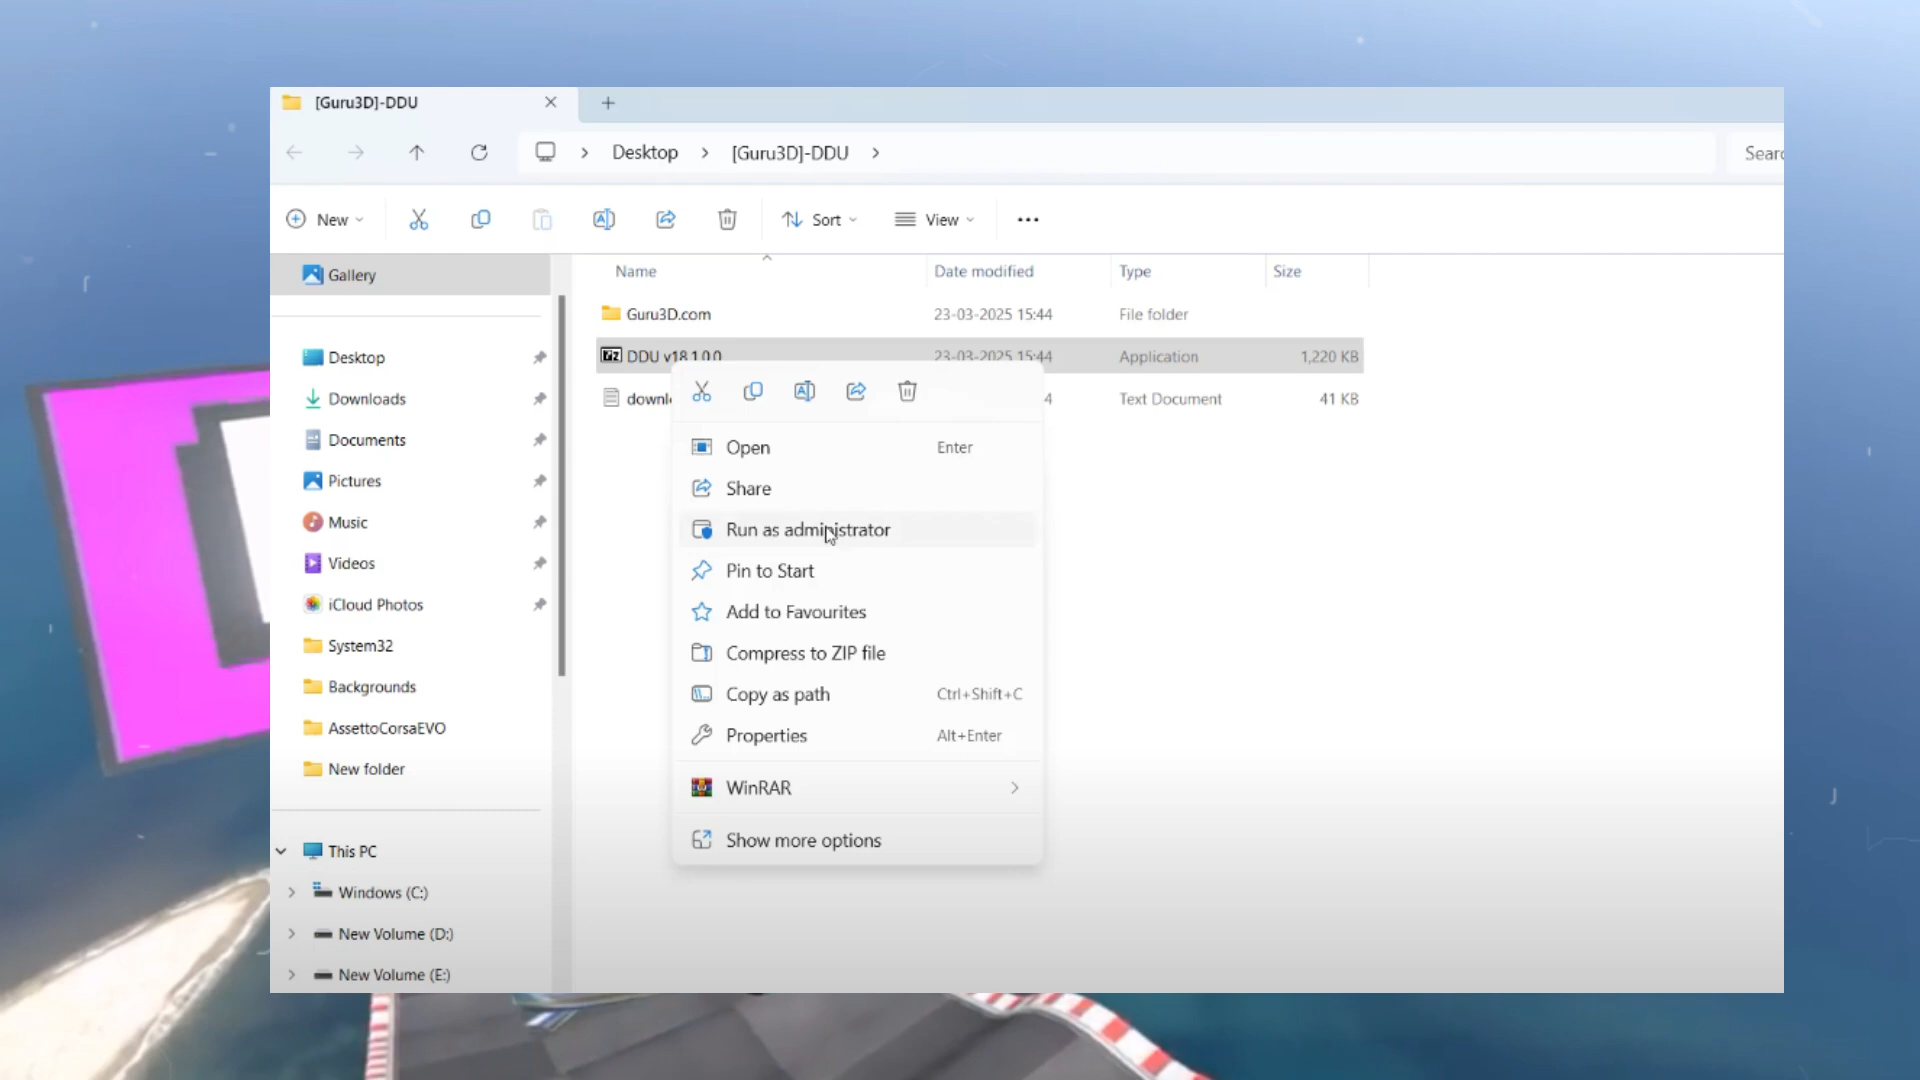 [Guru3D]-DDU
Desktop
[Guru3D]-DDU
New
Sort
View
Gallery
Name
Date modified
Type
Size
Guru3D.com
23-03-2025 15:44
File folder
DDU v18.1.0.0
23-03-2025 15:44
Application
1,220 KB
4
Text Document
41 KB
Desktop
Downloads
Documents
Pictures
Music
Videos
iCloud Photos
System32
Backgrounds
AssettoCorsaEVO
New folder
This PC
Windows (C:)
New Volume (D:)
New Volume (E:)
Open
Enter
Share
Run as administrator
Pin to Start
Add to Favourites
Compress to ZIP file
Copy as path
Ctrl+Shift+C
Properties
Alt+Enter
WinRAR
Show more options